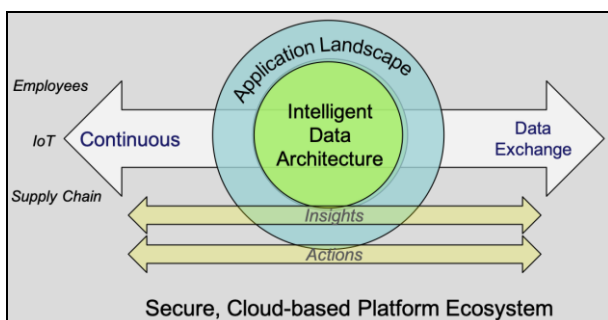 Application Landscape
Employees
IoT
Supply Chain
Continuous
Intelligent
Data
Architecture
Data
Exchange
Insights
Actions
Secure, Cloud-based Platform Ecosystem